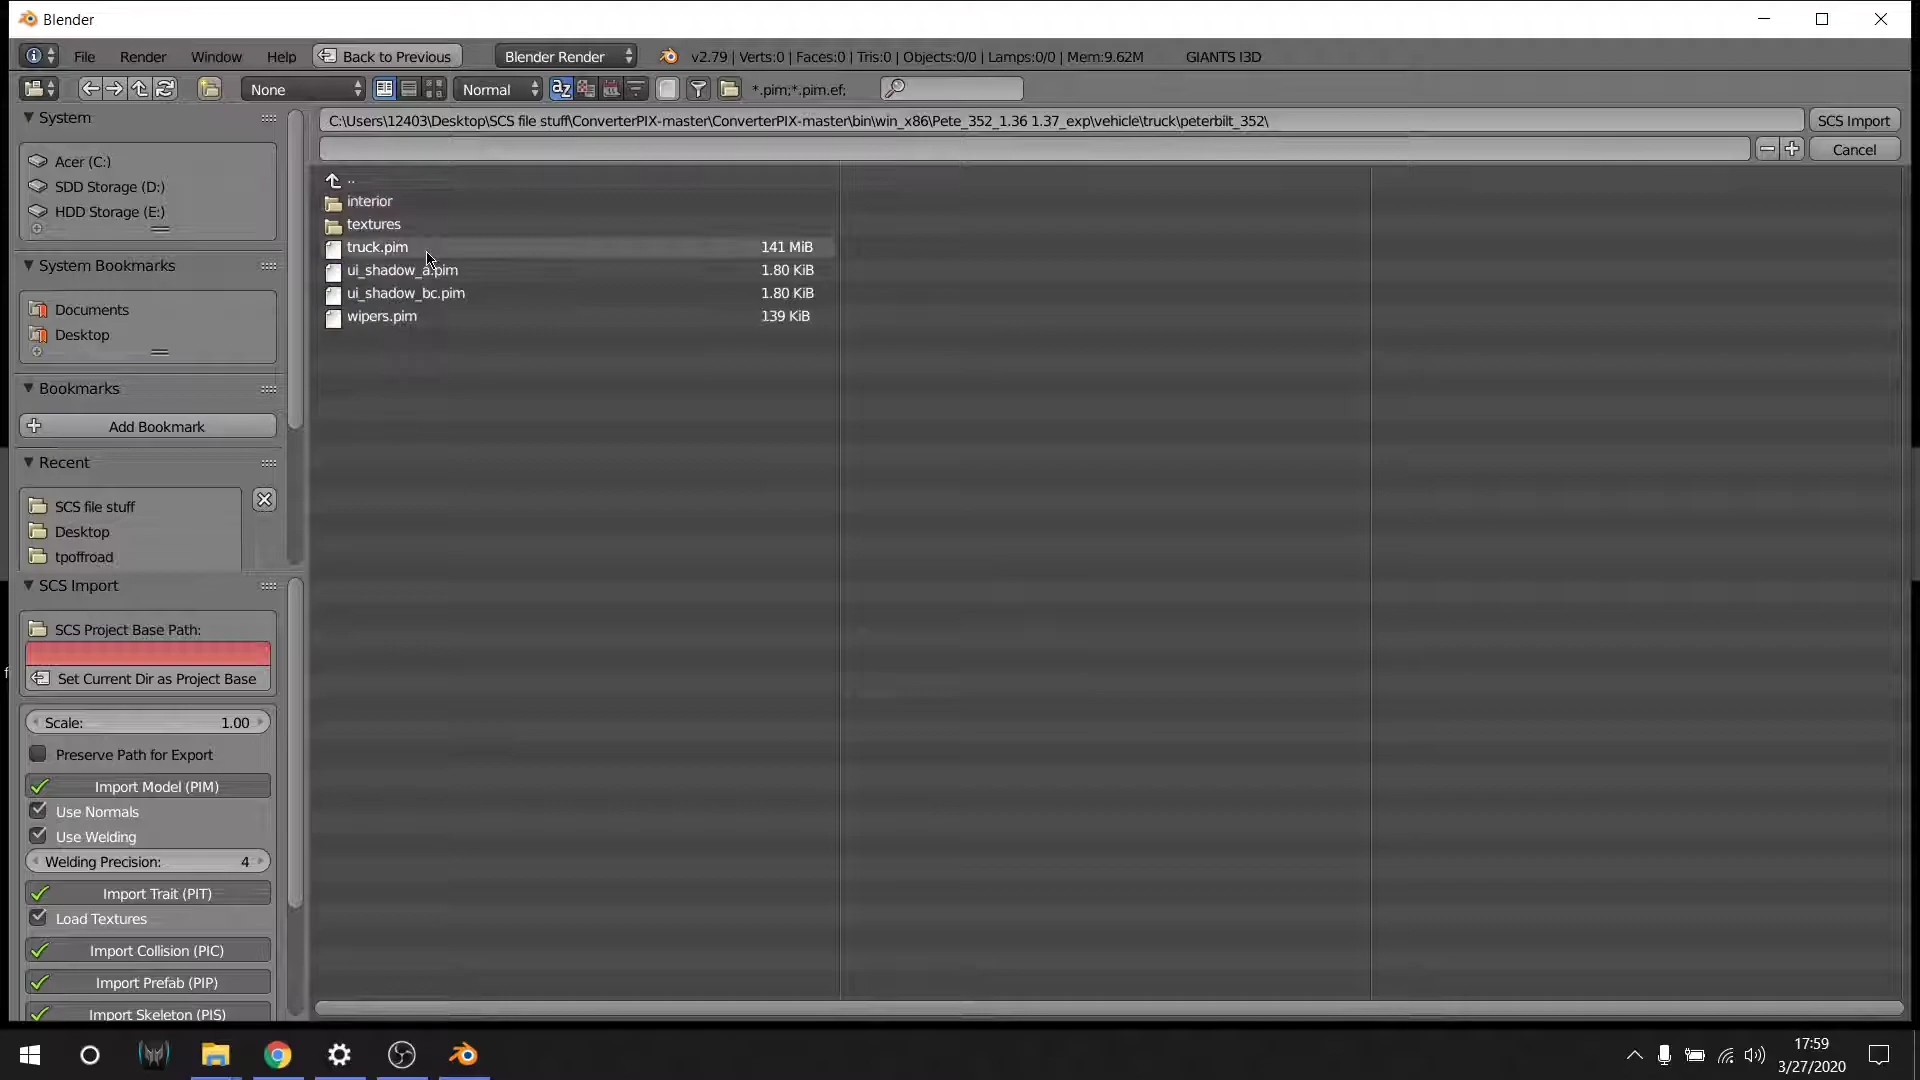 Blender
File Render Window Help Back to Previous Blender Render v2.79 | Verts:0 | Faces:0 | Tris:0 | Objects:0/0 | Lamps:0/0 | Mem:9.62M GIANTS I3D
None Normal *.pim;*.pim.ef;
System
Acer (C:)
SDD Storage (D:)
HDD Storage (E:)
System Bookmarks
Documents
Desktop
Bookmarks
Add Bookmark
Recent
SCS file stuff
Desktop
tpoffroad
SCS Import
SCS Project Base Path:
Set Current Dir as Project Base
Scale: 1.00
Preserve Path for Export
Import Model (PIM)
Use Normals
Use Welding
Welding Precision: 4
Import Trait (PIT)
Load Textures
Import Collision (PIC)
Import Prefab (PIP)
Import Skeleton (PIS)
C:\Users\12403\Desktop\SCS file stuff\ConverterPIX-master\ConverterPIX-master\bin\win_x86\Pete_352_1.36 1.37_exp\vehicle\truck\peterbilt_352\ SCS Import
Cancel
..
interior
textures
truck.pim 141 MiB
ui_shadow_a.pim 1.80 KiB
ui_shadow_bc.pim 1.80 KiB
wipers.pim 139 KiB
17:59
3/27/2020